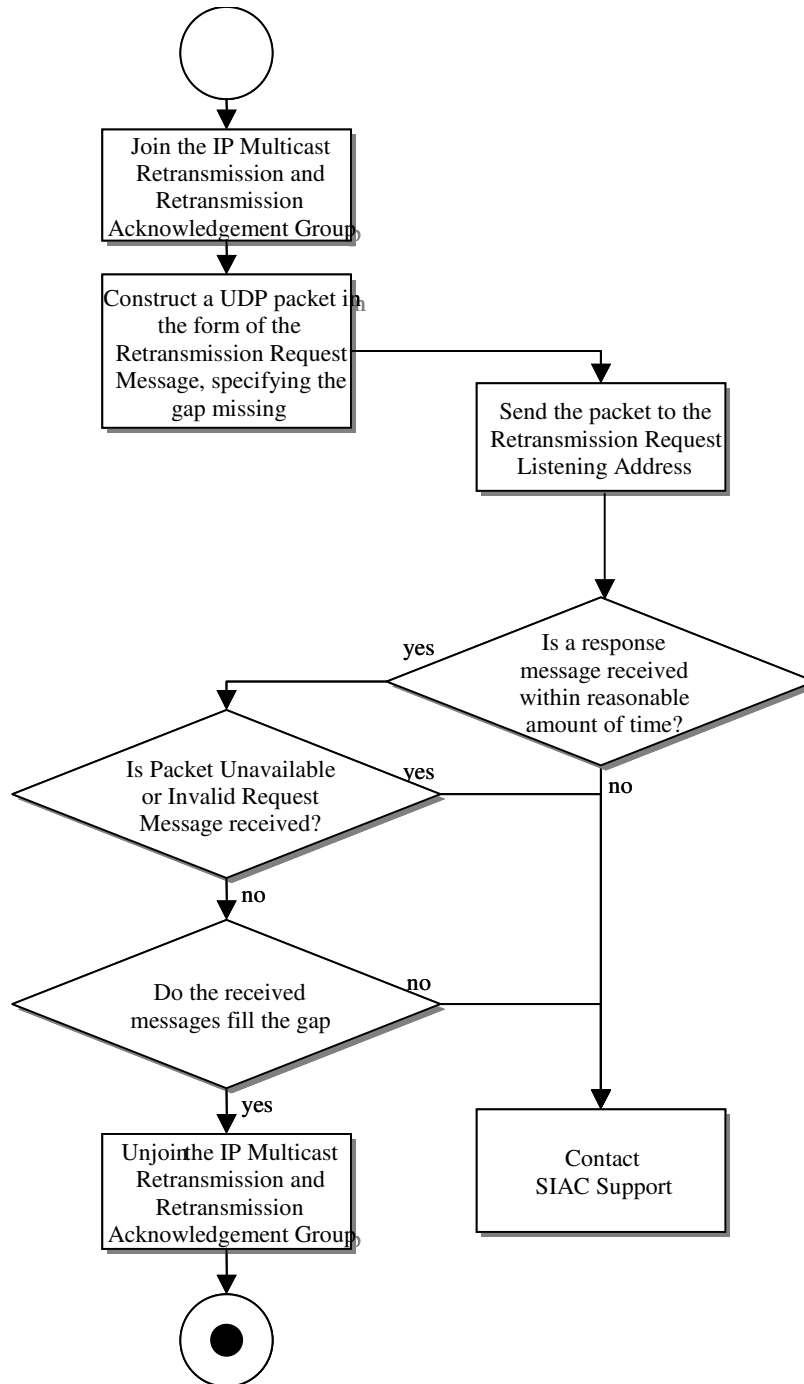 Join the IP Multicast
Retransmission and
Retransmission
Acknowledgement Group
Construct a UDP packet in
the form of the
Retransmission Request
Message, specifying the
gap missing
Send the packet to the
Retransmission Request
Listening Address
Is a response
message received
within reasonable
amount of time?
yes
no
Is Packet Unavailable
or Invalid Request
Message received?
yes
no
Do the received
messages fill the gap
no
yes
Unjoin the IP Multicast
Retransmission and
Retransmission
Acknowledgement Group
Contact
SIAC Support